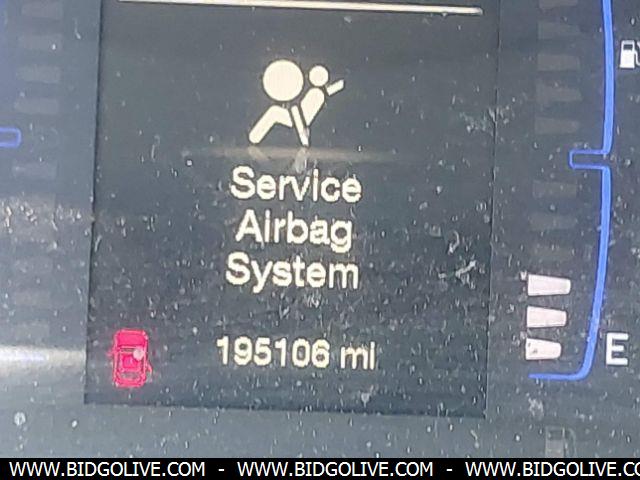 Service
Airbag
System
195106 mi
E
WWW.BIDGOLIVE.COM - WWW.BIDGOLIVE.COM - WWW.BIDGOLIVE.CO